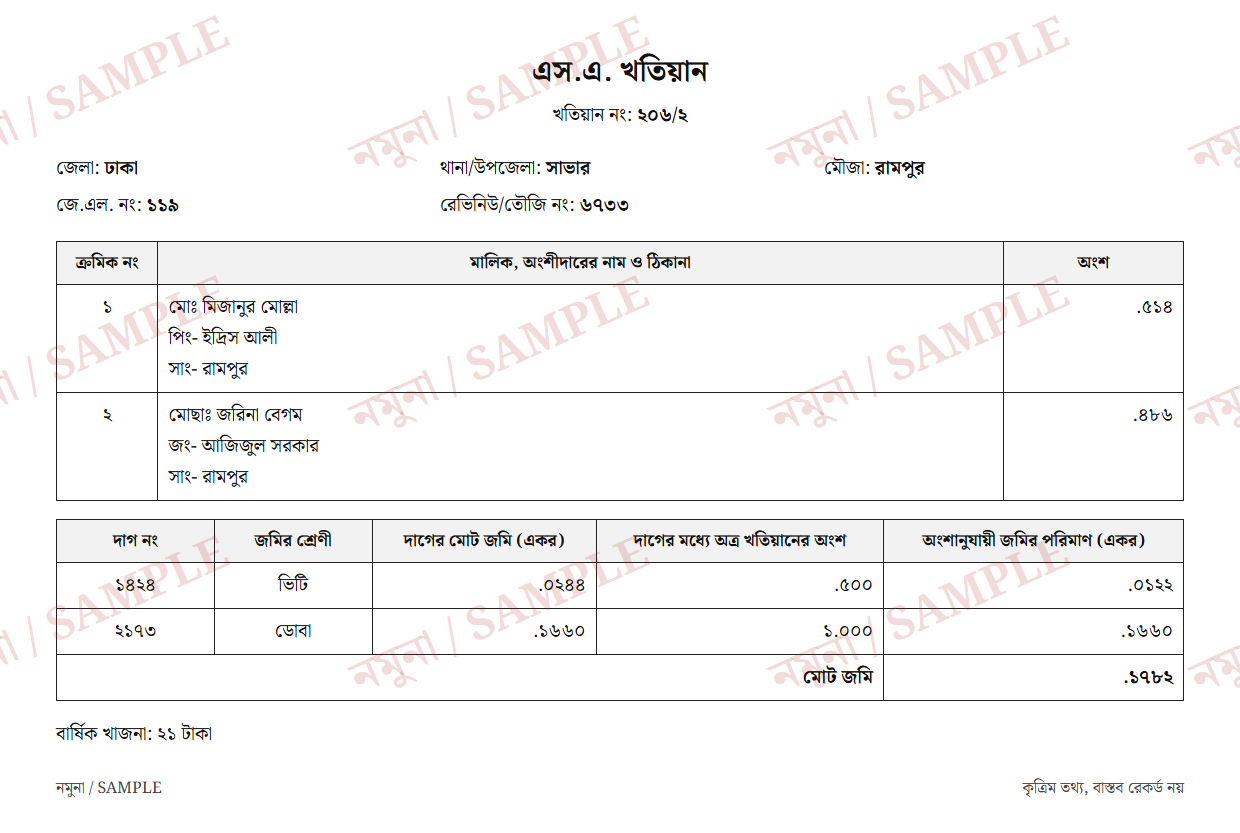 এস.এ. খতিয়ান
খতিয়ান নং: ২০৬/২
জেলা: ঢাকা থানা/উপজেলা: সাভার মৌজা: রামপুর
জে.এল. নং: ১১৯ রেভিনিউ/তৌজি নং: ৬৭৩৩
ক্রমিক নং মালিক, অংশীদারের নাম ও ঠিকানা অংশ
১ মোঃ মিজানুর মোল্লা .৫১৪
পিং- ইদ্রিস আলী
সাং- রামপুর
২ মোছাঃ জরিনা বেগম .৪৮৬
জং- আজিজুল সরকার
সাং- রামপুর
দাগ নং জমির শ্রেণী দাগের মোট জমি (একর) দাগের মধ্যে অত্র খতিয়ানের অংশ অংশানুযায়ী জমির পরিমাণ (একর)
১৪২৪ ভিটি .০২৪৪ .৫০০ .০১২২
২১৭৩ ডোবা .১৬৬০ ১.০০০ .১৬৬০
মোট জমি .১৭৮২
বার্ষিক খাজনা: ২১ টাকা
নমুনা / SAMPLE কৃত্রিম তথ্য, বাস্তব রেকর্ড নয়